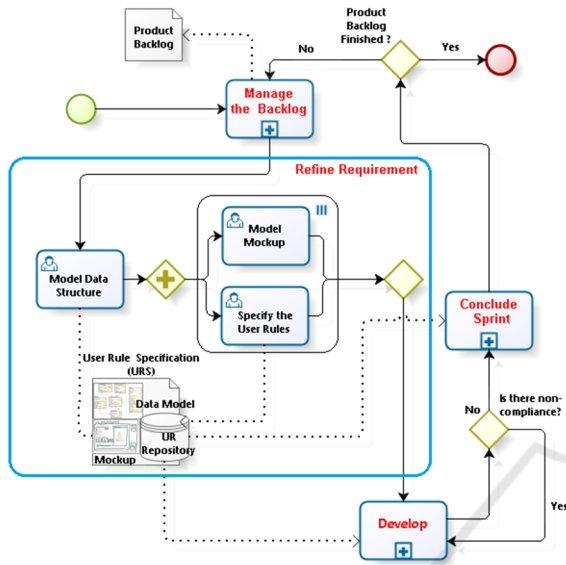 Product
Backlog
Product
Backlog
Finished ?
No
Yes
Manage
the Backlog
Refine Requirement
Model Data
Structure
Model
Mockup
Specify the
User Rules
Conclude
Sprint
User Rule Specification
(URS)
Data Model
UR
Repository
Mockup
Is there non-
compliance?
No
Yes
Develop